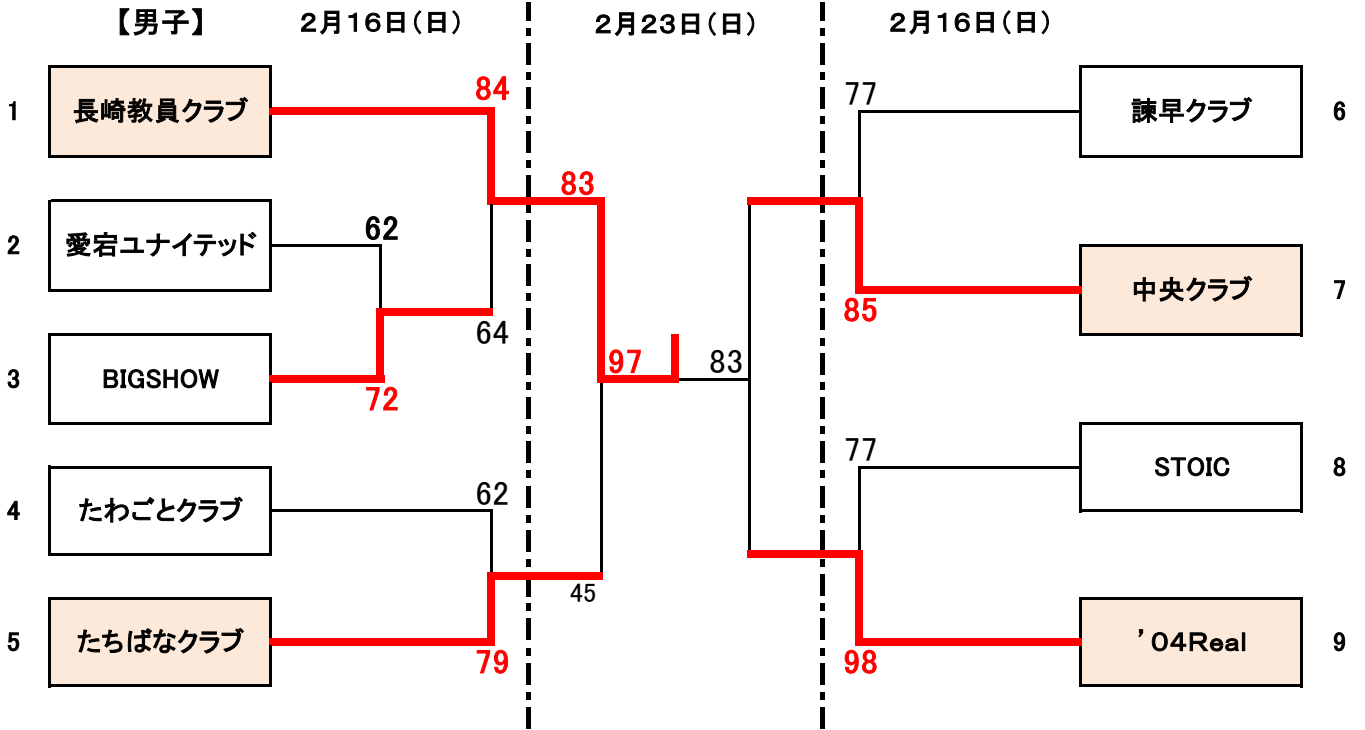 【男子】 2月16日(日) 2月23日(日) 2月16日(日)
84
77
1 長崎教員クラブ
諫早クラブ 6
83
62
2 愛宕ユナイテッド
中央クラブ 7
85
64
97 83
3 BIGSHOW
72
77
STOIC 8
62
4 たわごとクラブ
45
5 たちばなクラブ
’04Real 9
79
98